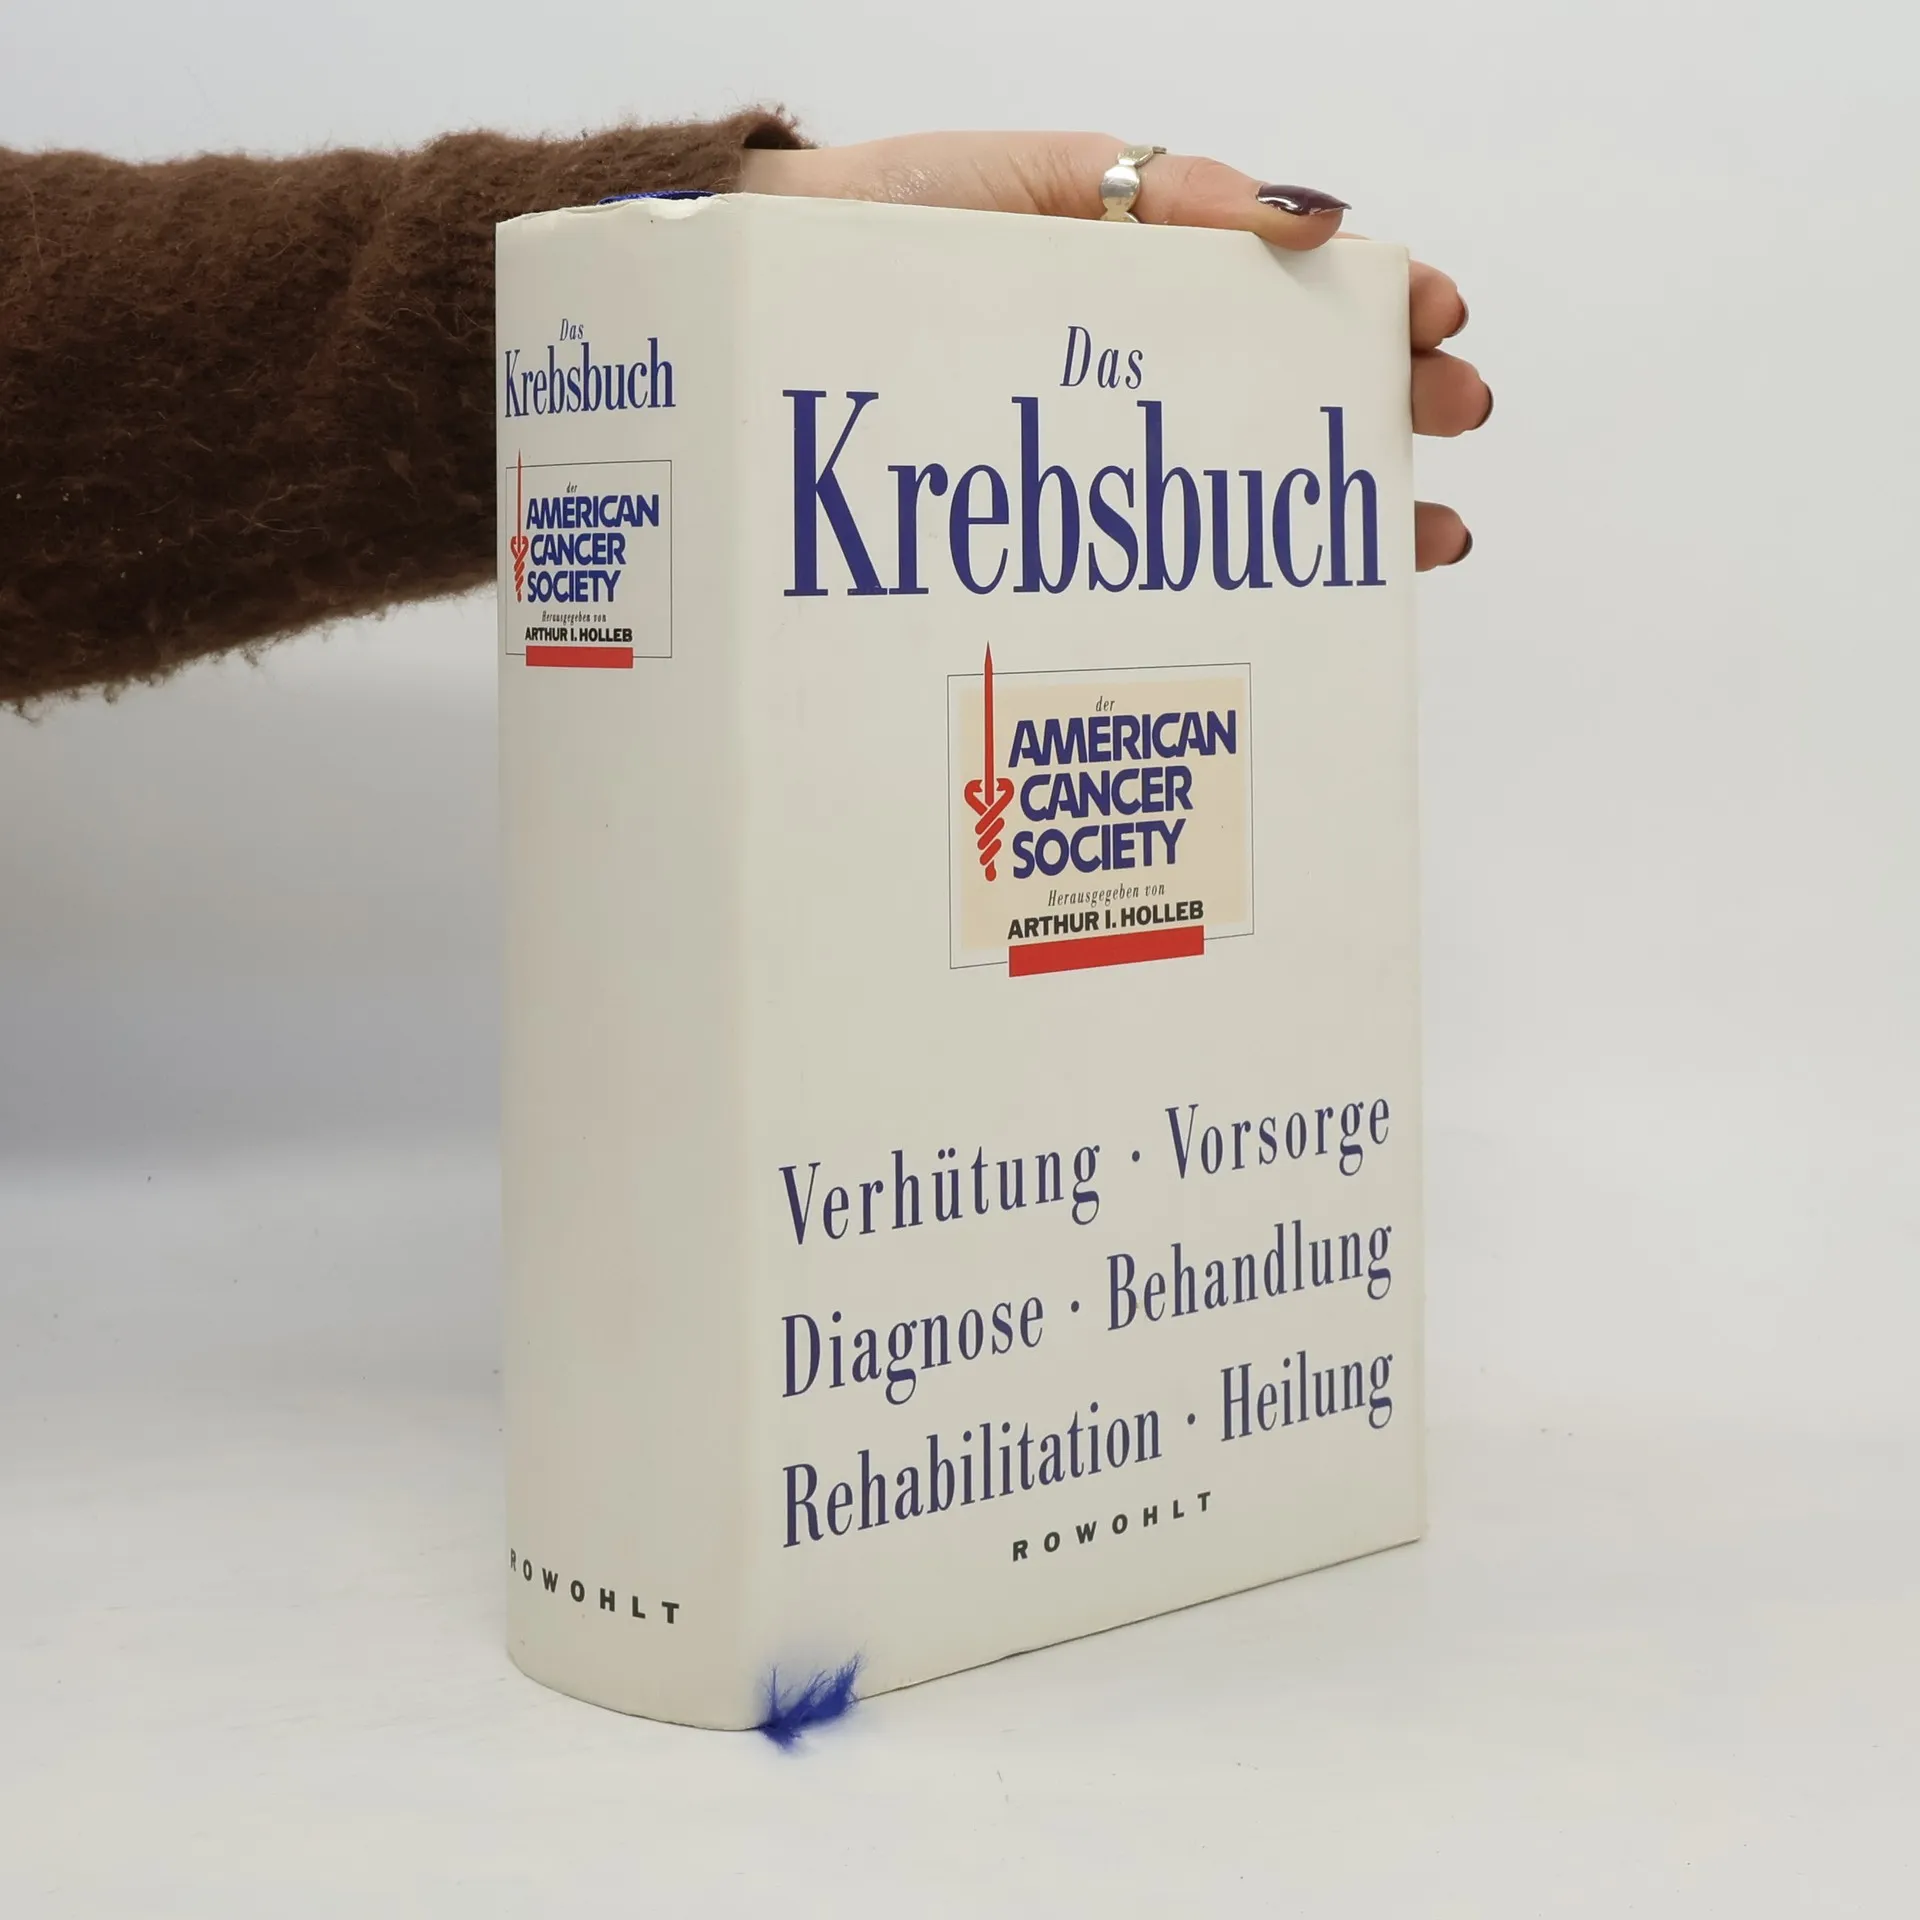 Das
Krebsbuch
der
AMERICAN
CANCER
SOCIETY
Herausgegeben von
ARTHUR I. HOLLEB
ROWOHLT
Das
Krebsbuch
der
AMERICAN
CANCER
SOCIETY
Herausgegeben von
ARTHUR I. HOLLEB
Verhütung · Vorsorge
Diagnose · Behandlung
Rehabilitation · Heilung
ROWOHLT